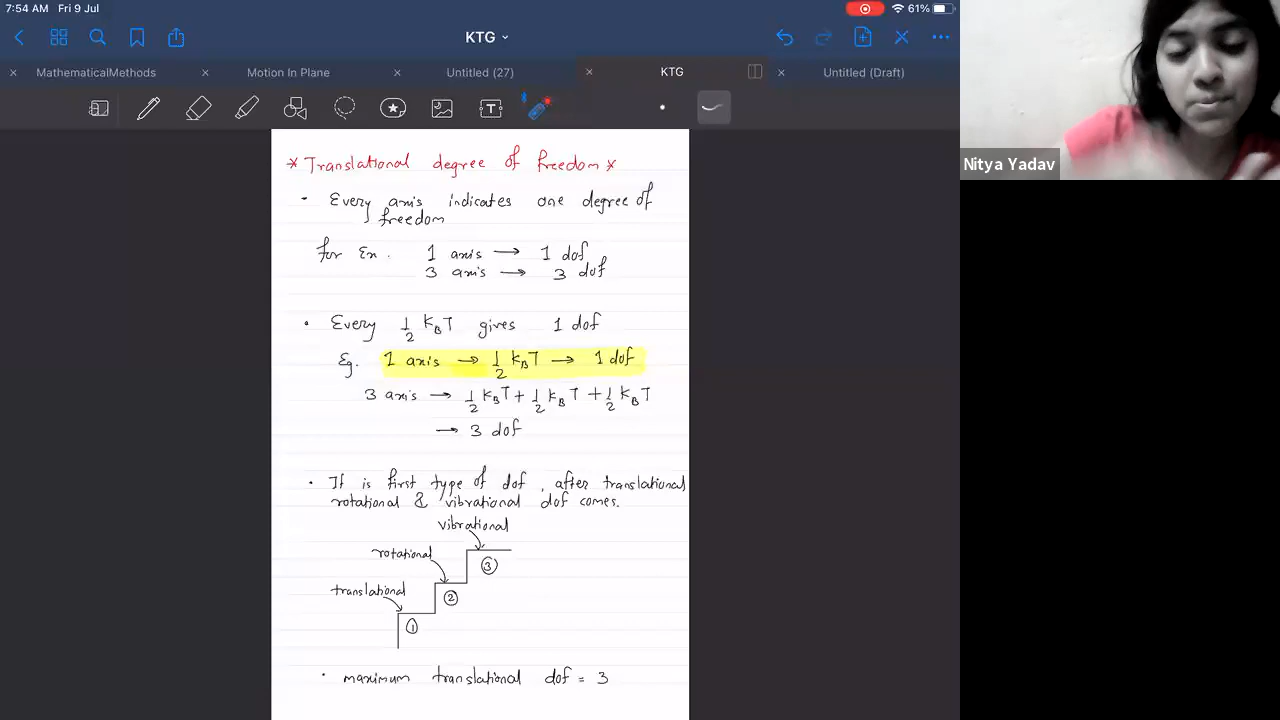 7:54 AM Fri 9 Jul
61%
KTG
MathematicalMethods
Motion In Plane
Untitled (27)
KTG
Untitled (Draft)
Nitya Yadav
* Translational degree of freedom *
• Every axis indicates one degree of
freedom
for Ex. 1 axis → 1 dof
3 axis → 3 dof
• Every 1/2 KBT gives 1 dof
Eg. 1 axis → 1/2 KBT → 1 dof
3 axis → 1/2 KBT + 1/2 KBT + 1/2 KBT
→ 3 dof
• It is first type of dof, after translational
rotational & vibrational dof comes.
vibrational
rotational
③
translational
②
①
• maximum translational dof = 3